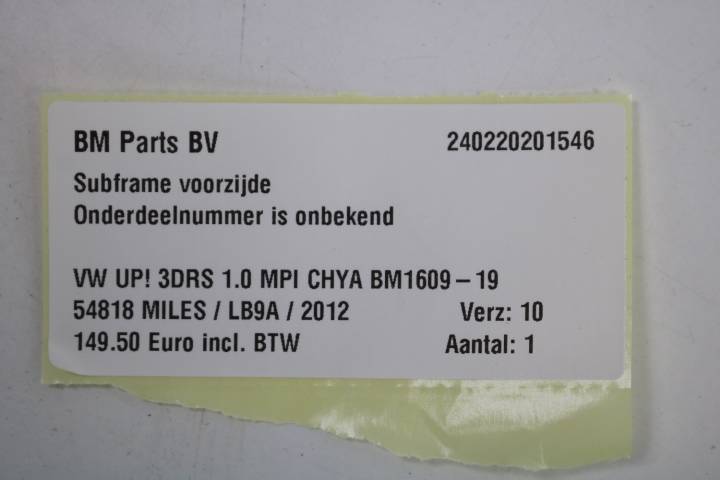 BM Parts BV 240220201546
Subframe voorzijde
Onderdeelnummer is onbekend
VW UP! 3DRS 1.0 MPI CHYA BM1609 – 19
54818 MILES / LB9A / 2012 Verz: 10
149.50 Euro incl. BTW Aantal: 1